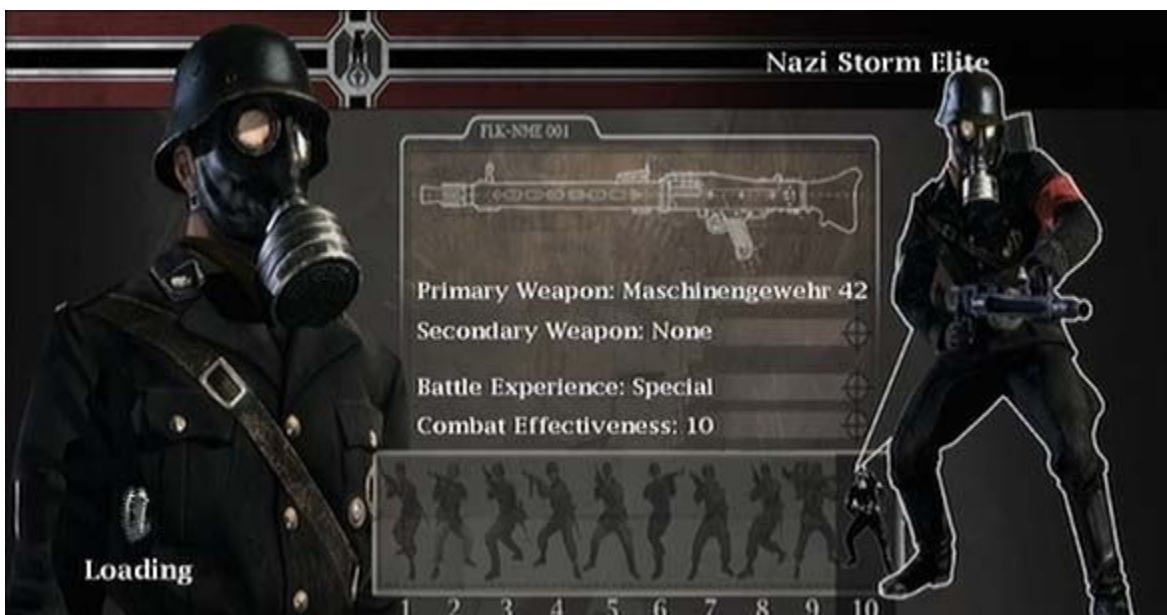 Nazi Storm Elite
FLK-NME 001
Primary Weapon: Maschinengewehr 42
Secondary Weapon: None
Battle Experience: Special
Combat Effectiveness: 10
Loading
1 2 3 4 5 6 7 8 9 10